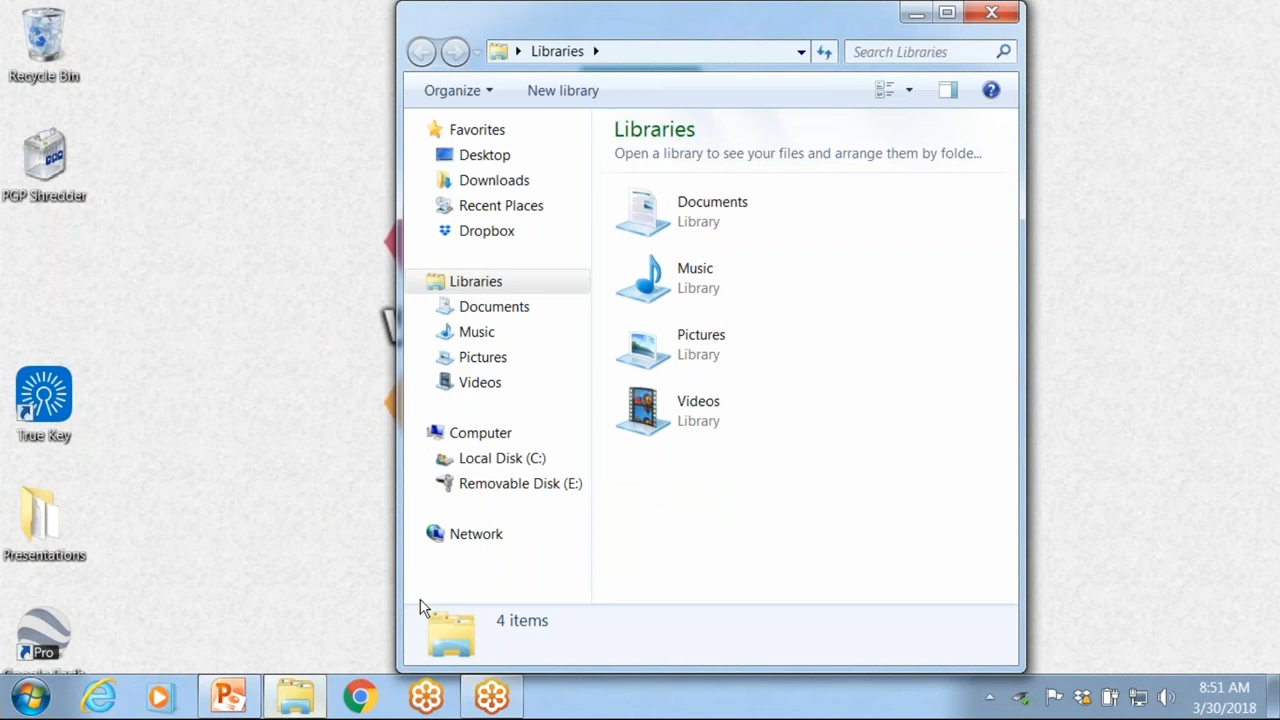 Recycle Bin
PGP Shredder
True Key
Presentations
Pro
Libraries
Search Libraries
Organize
New library
Favorites
Desktop
Downloads
Recent Places
Dropbox
Libraries
Documents
Music
Pictures
Videos
Computer
Local Disk (C:)
Removable Disk (E:)
Network
Libraries
Open a library to see your files and arrange them by folde...
Documents
Library
Music
Library
Pictures
Library
Videos
Library
4 items
8:51 AM
3/30/2018